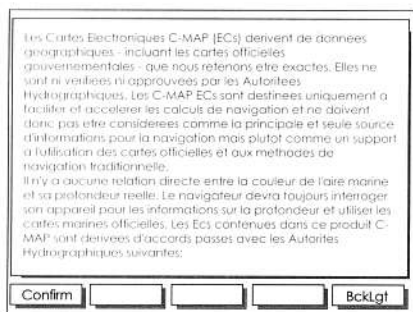 Les Cartes Electroniques C-MAP (ECs) derivent de donnees
geographiques - incluant les cartes officielles
gouvernementales - que nous retenons etre exactes. Elles ne
sont ni verifiees ni approuvees par les Autoritees
Hydrographiques. Les C-MAP ECs sont destinees uniquement a
faciliter et accelerer les calculs de navigation et ne doivent
donc pas etre considerees comme la principale et seule source
d'informations pour la navigation mais plutot comme un support
a l'utilisation des cartes officielles et aux methodes de
navigation traditionnelle.
Il n'y a aucune relation directe entre la couleur de l'aire marine
et sa profondeur reelle. Le navigateur devra toujours interroger
son appareil pour les informations sur la profondeur et utiliser les
cartes marines officielles. Les Ecs contenues dans ce produit C-
MAP sont derivees d'accords passes avec les Autorites
Hydrographiques suivantes:
Confirm BckLgt